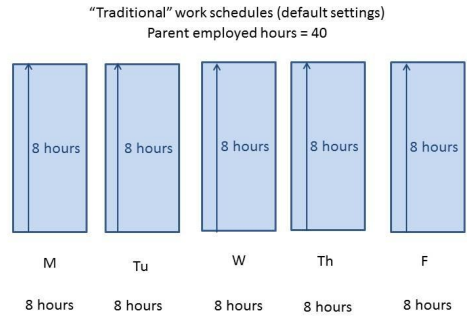 “Traditional” work schedules (default settings)
Parent employed hours = 40
8 hours 8 hours 8 hours 8 hours 8 hours
M Tu W Th F
8 hours 8 hours 8 hours 8 hours 8 hours